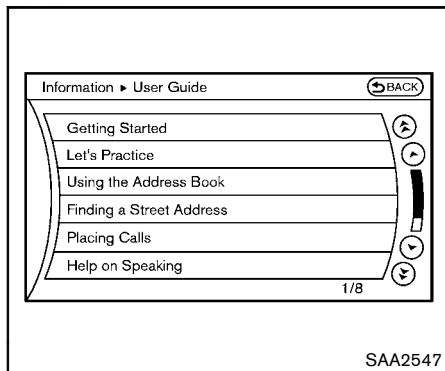 Information ▸ User Guide
BACK
Getting Started
Let's Practice
Using the Address Book
Finding a Street Address
Placing Calls
Help on Speaking
1/8
SAA2547